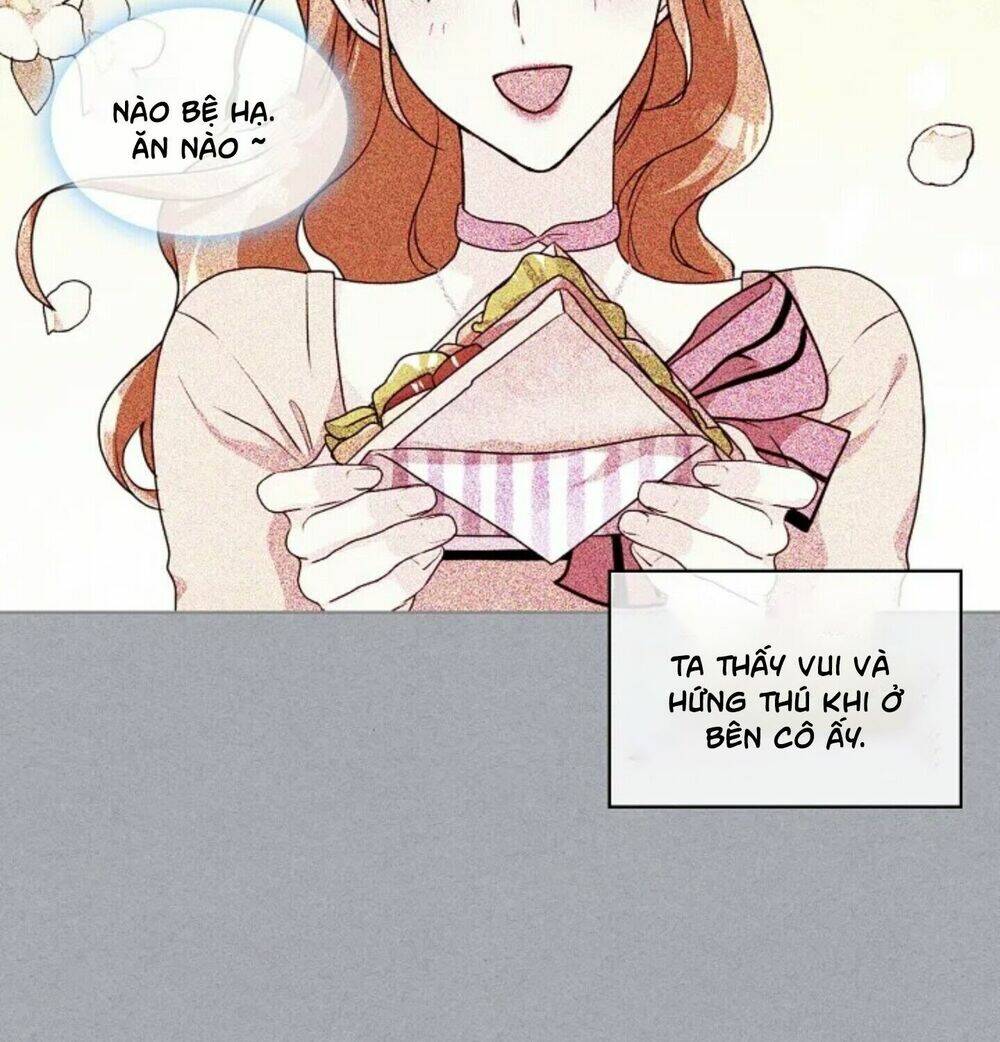 NÀO BỆ HẠ.
ĂN NÀO ~
TA THẤY VUI VÀ
HỨNG THÚ KHI Ở
BÊN CÔ ẤY.